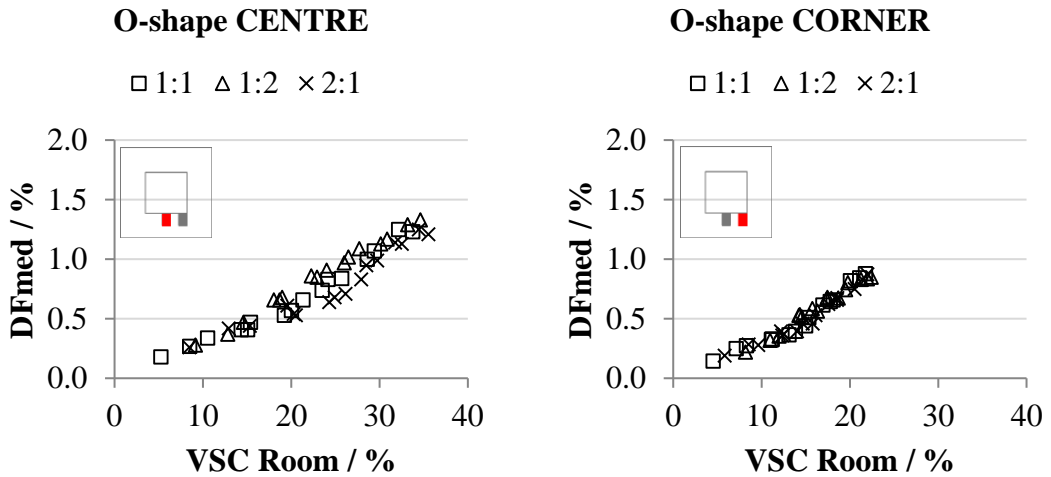 O-shape CENTRE
1:1 1:2 2:1
2.0
1.5
1.0
0.5
0.0
DFmed / %
0 10 20 30 40
VSC Room / %
O-shape CORNER
1:1 1:2 2:1
2.0
1.5
1.0
0.5
0.0
DFmed / %
0 10 20 30 40
VSC Room / %